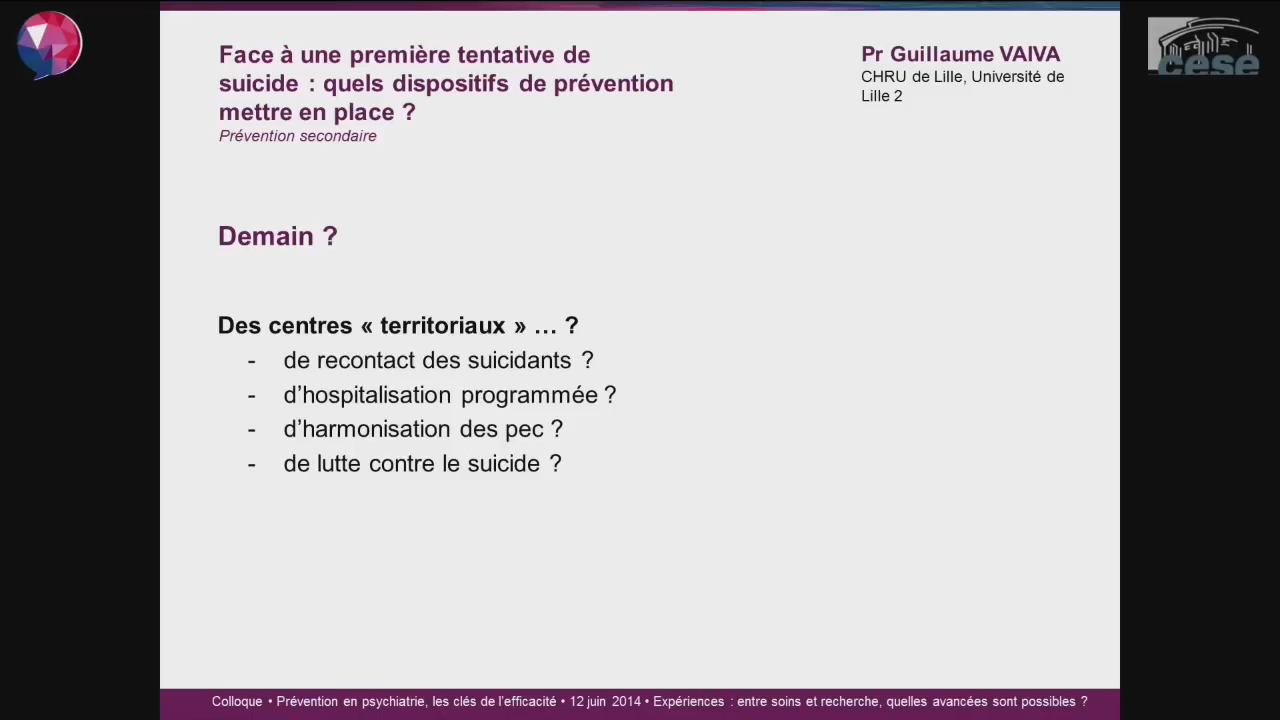 Face à une première tentative de
suicide : quels dispositifs de prévention
mettre en place ?
Prévention secondaire
Pr Guillaume VAIVA
CHRU de Lille, Université de
Lille 2
cese
Demain ?
Des centres « territoriaux » … ?
- de recontact des suicidants ?
- d’hospitalisation programmée ?
- d’harmonisation des pec ?
- de lutte contre le suicide ?
Colloque • Prévention en psychiatrie, les clés de l’efficacité • 12 juin 2014 • Expériences : entre soins et recherche, quelles avancées sont possibles ?